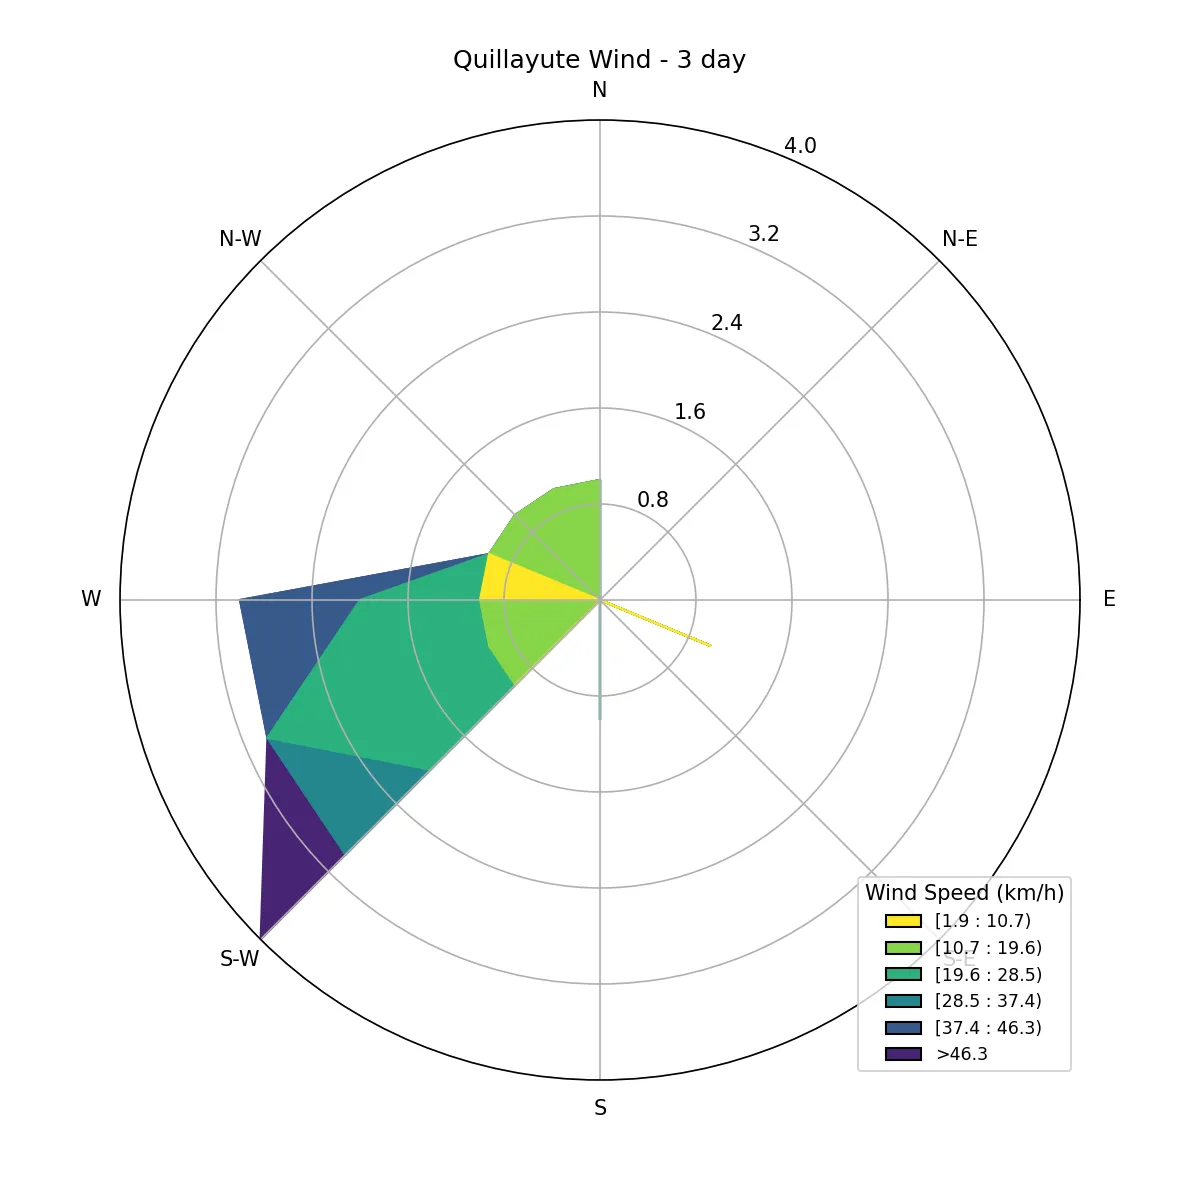 Quillayute Wind - 3 day
N
4.0
N-W
N-E
3.2
2.4
1.6
0.8
W
E
S-W
S-E
S
Wind Speed (km/h)
[1.9 : 10.7)
[10.7 : 19.6)
[19.6 : 28.5)
[28.5 : 37.4)
[37.4 : 46.3)
>46.3